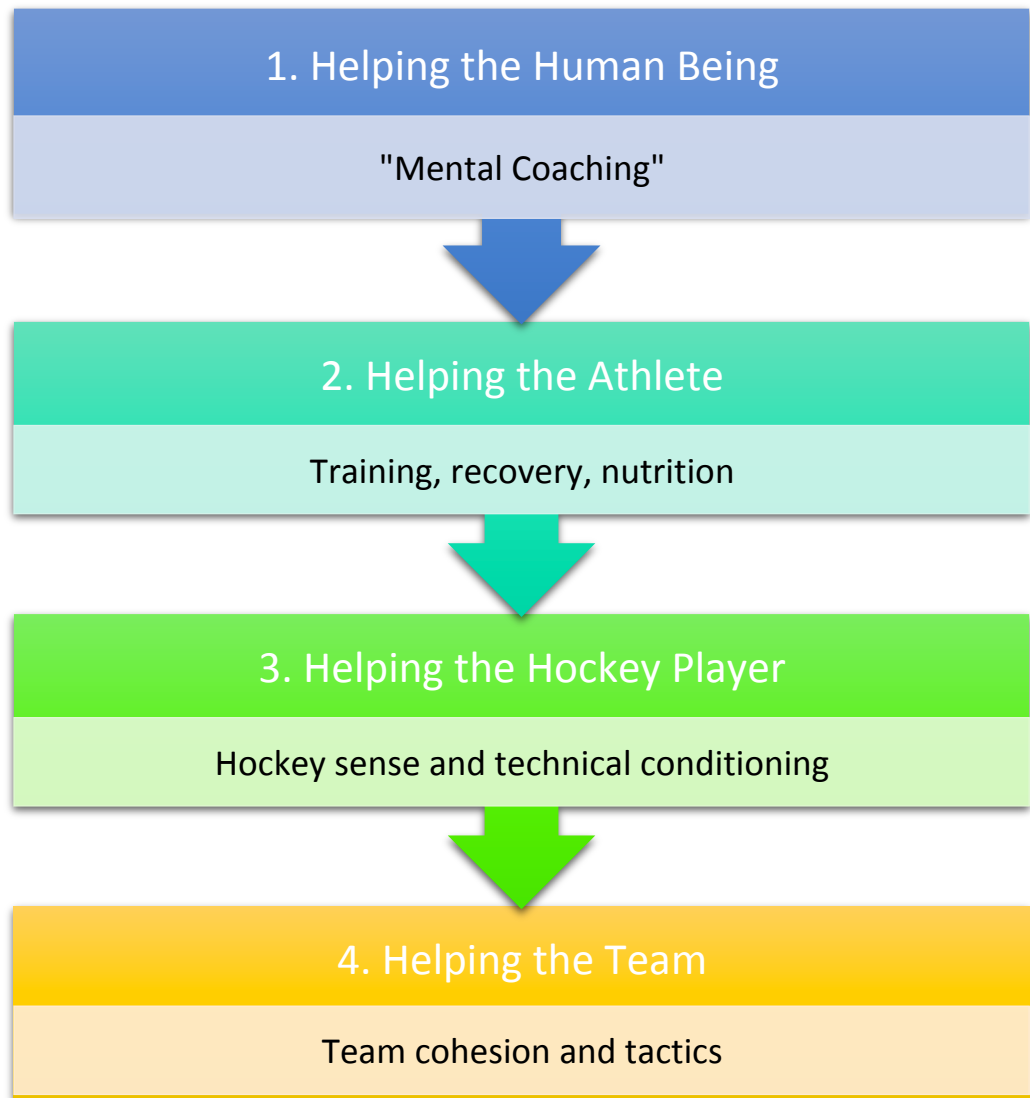 1. Helping the Human Being
"Mental Coaching"
2. Helping the Athlete
Training, recovery, nutrition
3. Helping the Hockey Player
Hockey sense and technical conditioning
4. Helping the Team
Team cohesion and tactics